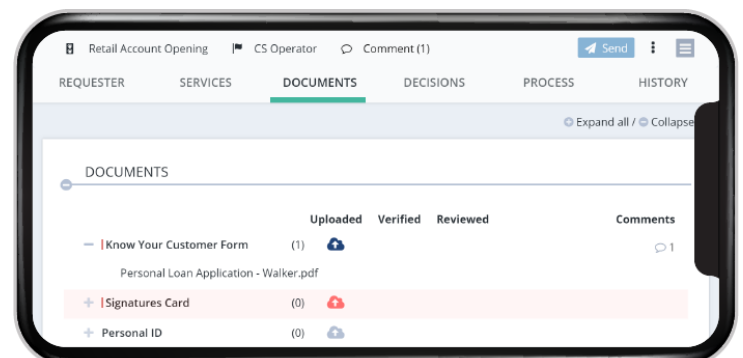 Retail Account Opening CS Operator Comment (1) Send
REQUESTER SERVICES DOCUMENTS DECISIONS PROCESS HISTORY
Expand all / Collapse
DOCUMENTS
Uploaded Verified Reviewed Comments
Know Your Customer Form (1) 1
Personal Loan Application - Walker.pdf
Signatures Card (0)
Personal ID (0)